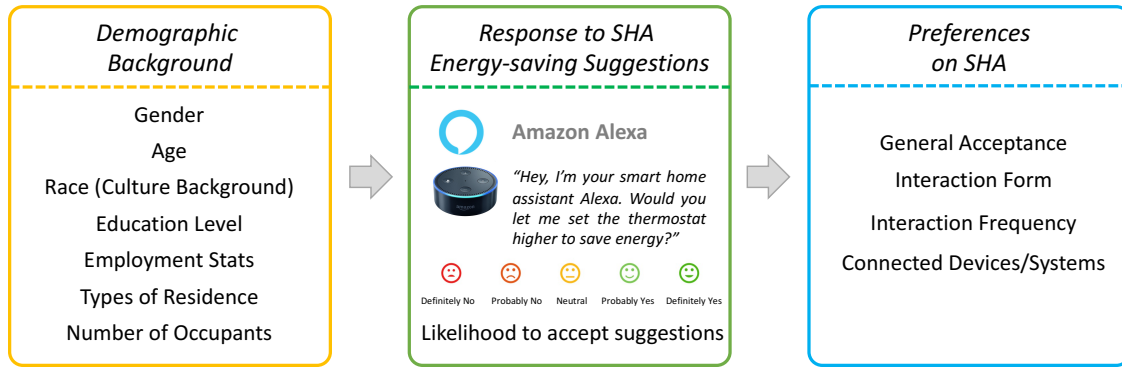 Demographic
Background
Gender
Age
Race (Culture Background)
Education Level
Employment Stats
Types of Residence
Number of Occupants
Response to SHA
Energy-saving Suggestions
Amazon Alexa
“Hey, I’m your smart home
assistant Alexa. Would you
let me set the thermostat
higher to save energy?”
Definitely No
Probably No
Neutral
Probably Yes
Definitely Yes
Likelihood to accept suggestions
Preferences
on SHA
General Acceptance
Interaction Form
Interaction Frequency
Connected Devices/Systems